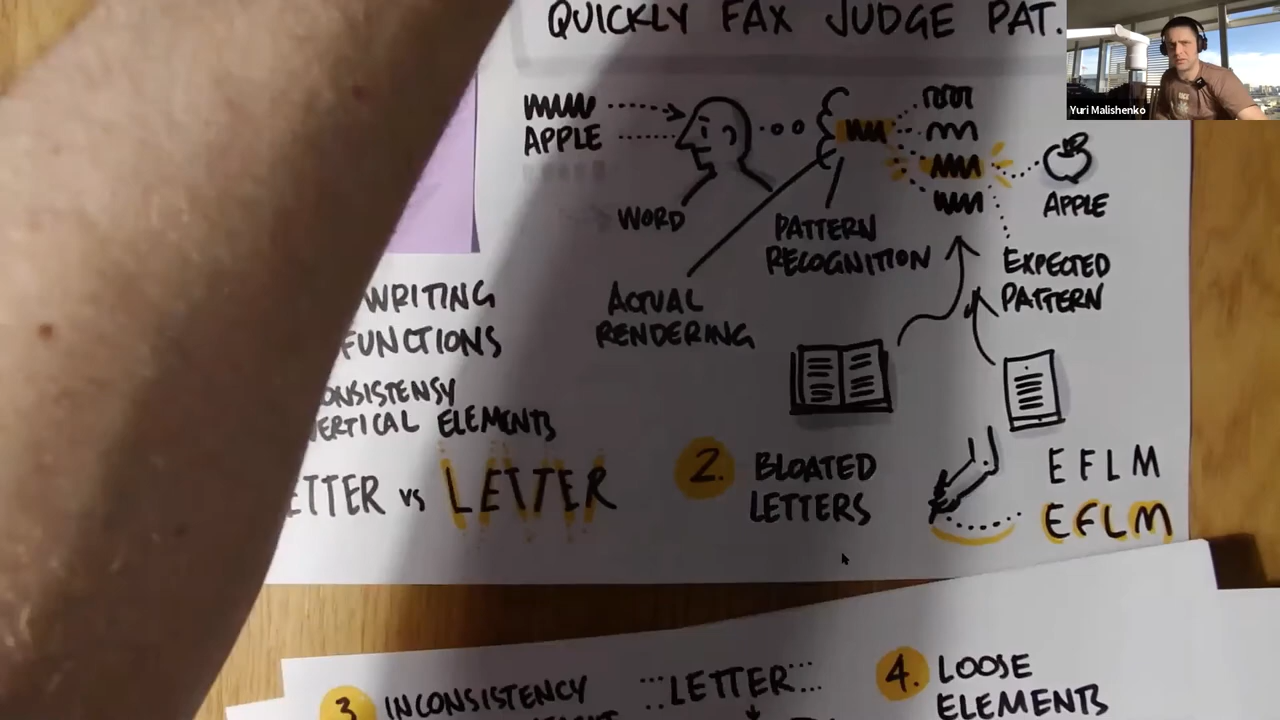 QUICKLY FAX JUDGE PAT.
Yuri Malishenko
APPLE
WORD
PATTERN
RECOGNITION
APPLE
EXPECTED
PATTERN
ACTUAL
RENDERING
WRITING
FUNCTIONS
ONSISTENSY
VERTICAL ELEMENTS
ETTER vs LETTER
2. BLOATED
LETTERS
E F L M
E F L M
3 INCONSISTENCY
LETTER
4. LOOSE
ELEMENTS